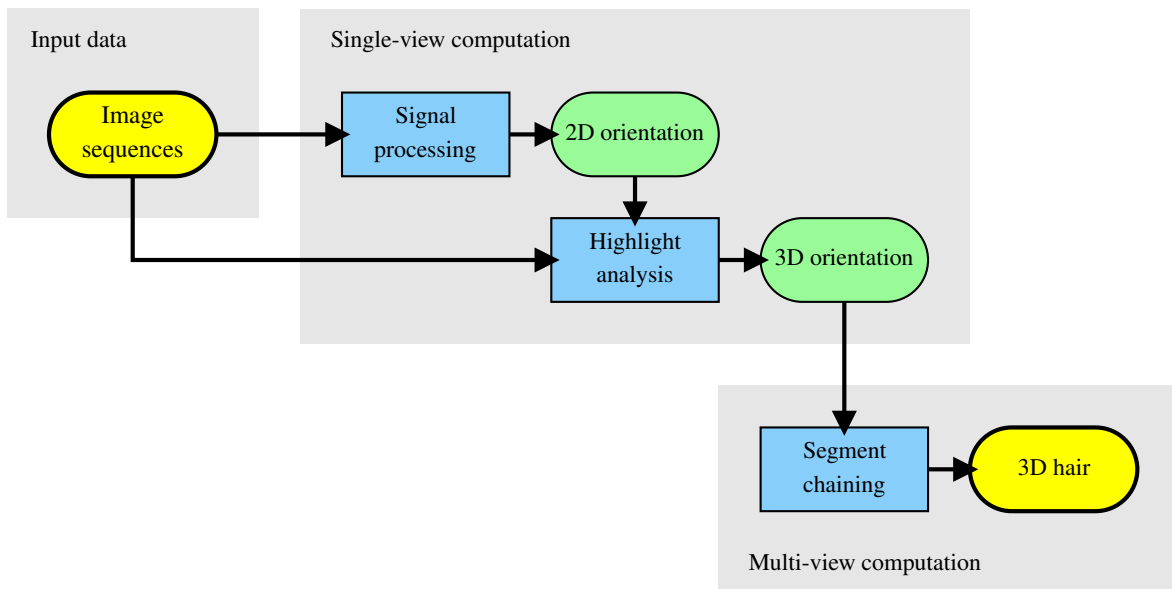 Input data
Single-view computation
Image
sequences
Signal
processing
2D orientation
Highlight
analysis
3D orientation
Segment
chaining
3D hair
Multi-view computation